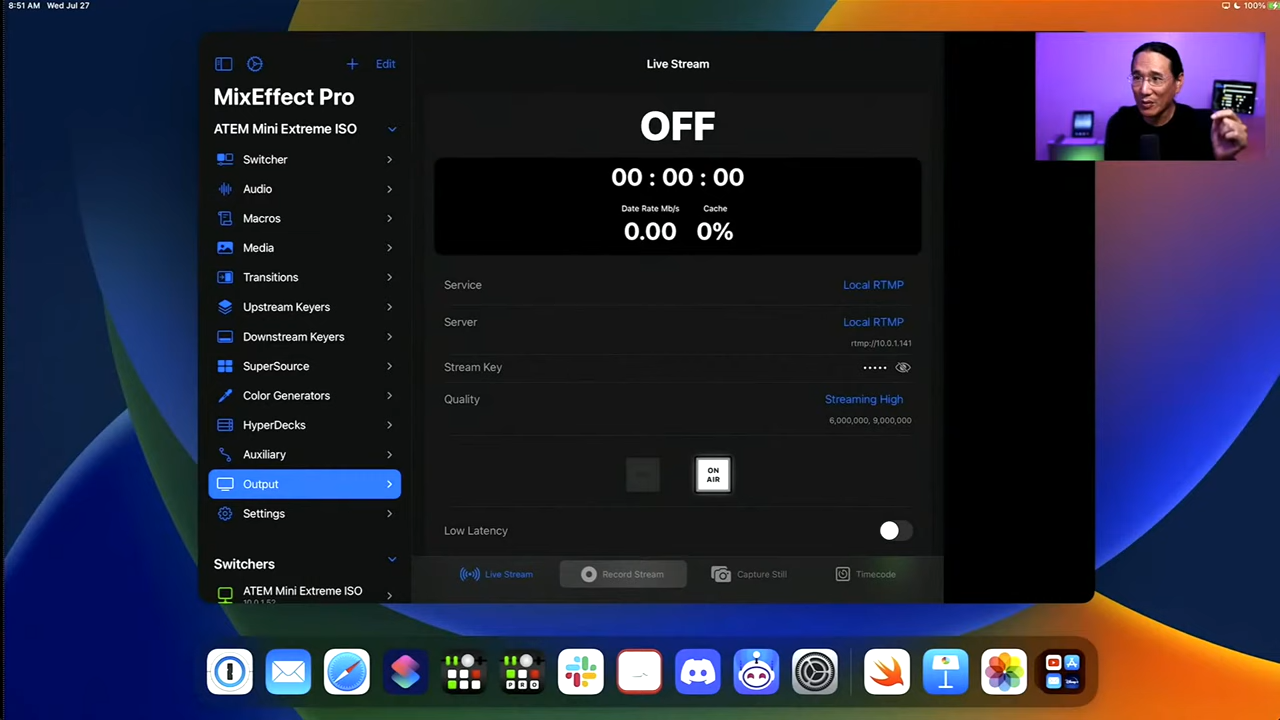 8:51 AM Wed Jul 27
100%
Edit
Live Stream
MixEffect Pro
ATEM Mini Extreme ISO
Switcher
Audio
Macros
Media
Transitions
Upstream Keyers
Downstream Keyers
SuperSource
Color Generators
HyperDecks
Auxiliary
Output
Settings
Switchers
ATEM Mini Extreme ISO
OFF
00 : 00 : 00
Date Rate Mb/s Cache
0.00 0%
Service Local RTMP
Server Local RTMP
rtmp://10.0.1.141
Stream Key •••••
Quality Streaming High
6,000,000, 9,000,000
ON
AIR
Low Latency
Live Stream Record Stream Capture Still Timecode
PRO